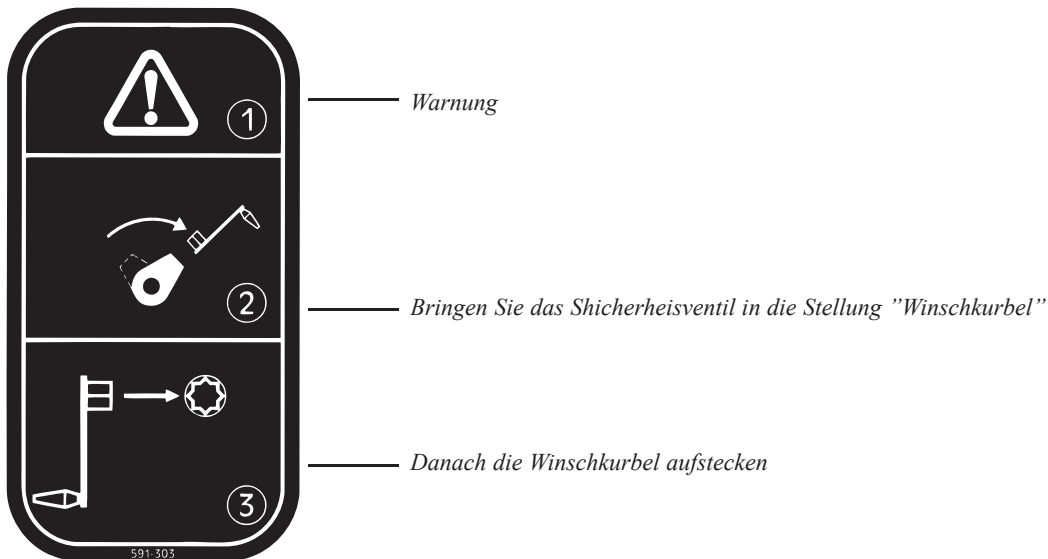 ①
Warnung
②
Bringen Sie das Shicherheisventil in die Stellung ”Winschkurbel”
Danach die Winschkurbel aufstecken
③
591-303